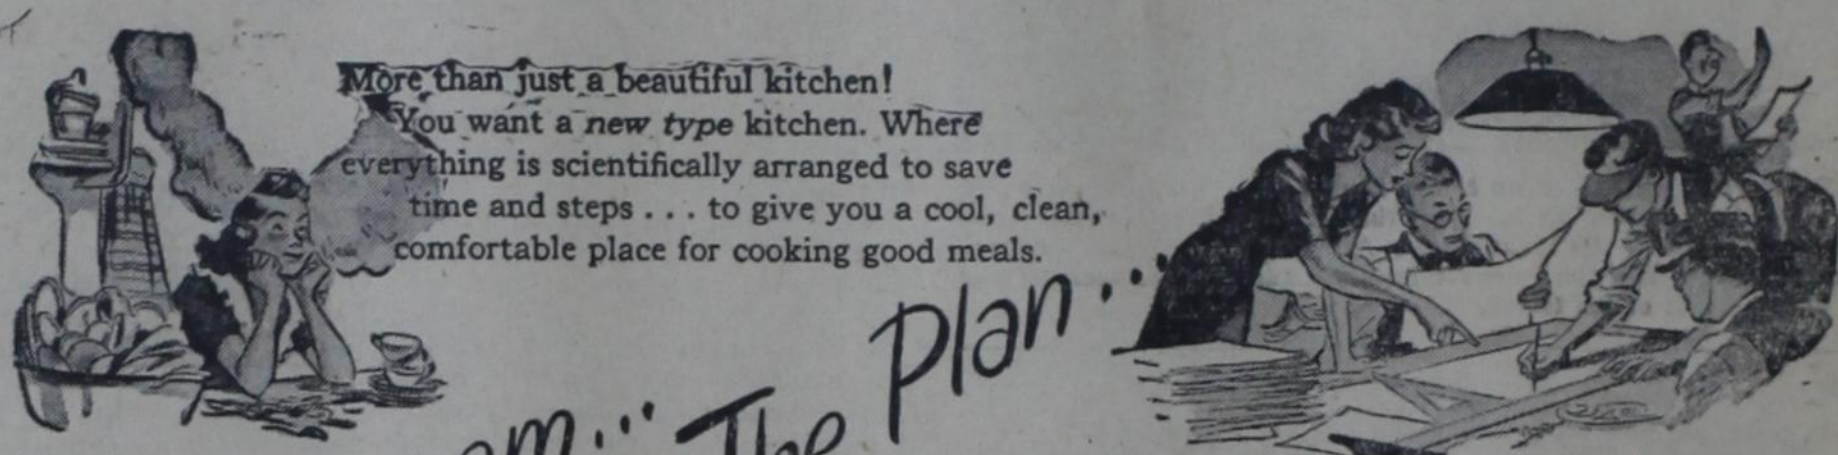 More than just a beautiful kitchen!
You want a new type kitchen. Where
everything is scientifically arranged to save
time and steps . . . to give you a cool, clean,
comfortable place for cooking good meals.
The Plan...